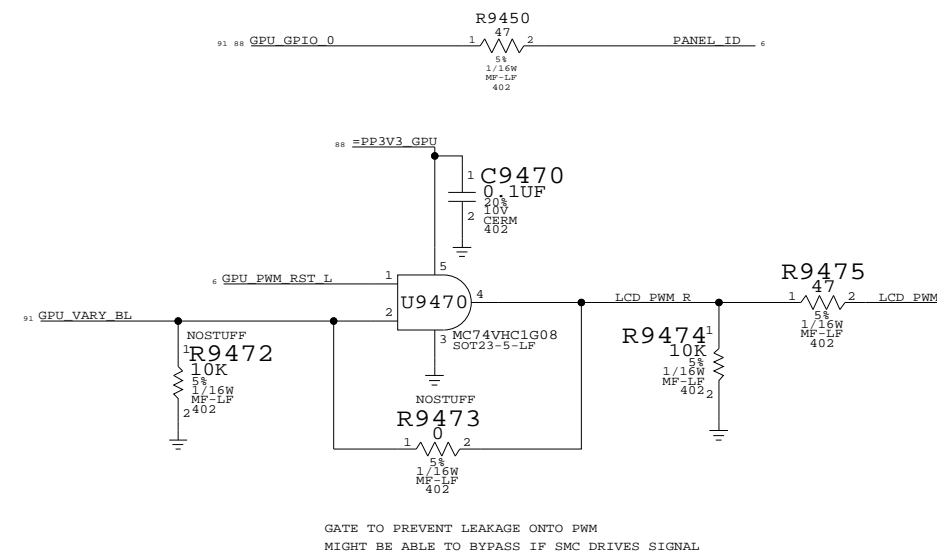 R9450
47
91 88 GPU_GPIO_0 1 2 PANEL_ID 6
5%
1/16W
MF-LF
402
88 =PP3V3_GPU
1 C9470
0.1UF
20%
10V
2 CERM
402
5
6 GPU_PWM_RST_L 1
U9470 4 LCD_PWM_R
R9475
47
1 2 LCD_PWM
5%
1/16W
MF-LF
402
91 GPU_VARY_BL 2
3 MC74VHC1G08
SOT23-5-LF
NOSTUFF
1 R9472
10K
5%
1/16W
MF-LF
2 402
R9474 1
10K
5%
1/16W
MF-LF
402 2
NOSTUFF
R9473
0
1 2
5%
1/16W
MF-LF
402
GATE TO PREVENT LEAKAGE ONTO PWM
MIGHT BE ABLE TO BYPASS IF SMC DRIVES SIGNAL